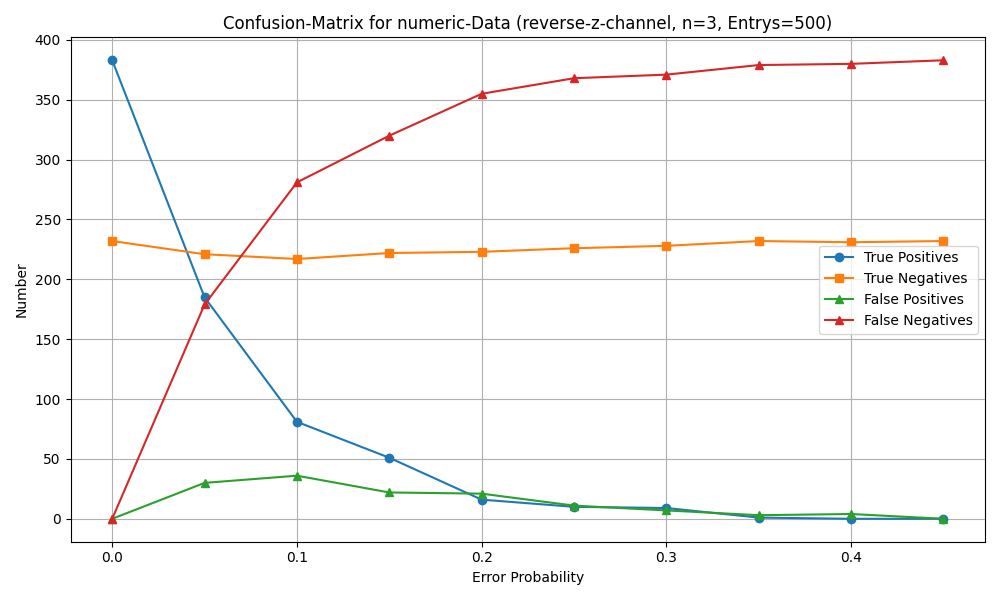 Confusion-Matrix for numeric-Data (reverse-z-channel, n=3, Entrys=500)
400
350
300
250
200
150
100
50
0
Number
True Positives
True Negatives
False Positives
False Negatives
0.0 0.1 0.2 0.3 0.4
Error Probability